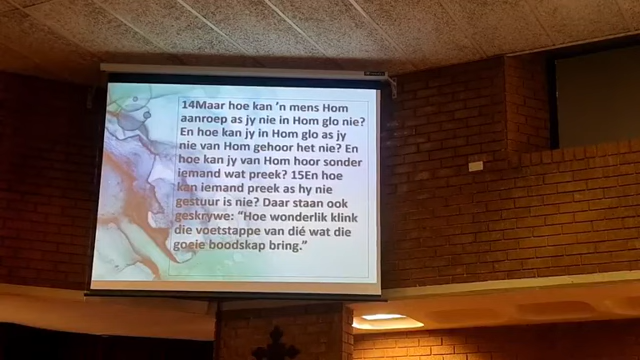 14Maar hoe kan 'n mens Hom
aanroep as jy nie in Hom glo nie?
En hoe kan jy in Hom glo as jy
nie van Hom gehoor het nie? En
hoe kan jy van Hom hoor sonder
iemand wat preek? 15En hoe
kan iemand preek as hy nie
gestuur is nie? Daar staan ook
geskrywe: “Hoe wonderlik klink
die voetstappe van dié wat die
goeie boodskap bring.”